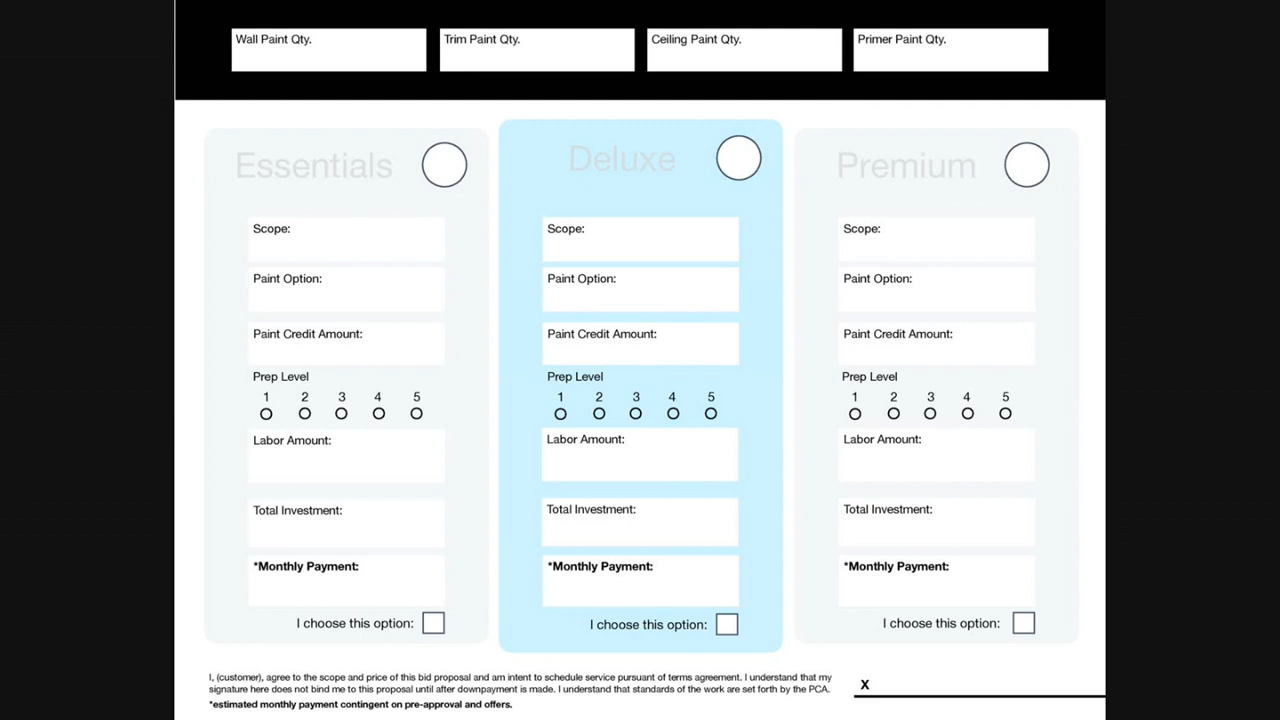 Wall Paint Qty.
Trim Paint Qty.
Ceiling Paint Qty.
Primer Paint Qty.
Essentials
Scope:
Paint Option:
Paint Credit Amount:
Prep Level
1 2 3 4 5
Labor Amount:
Total Investment:
*Monthly Payment:
I choose this option:
Deluxe
Scope:
Paint Option:
Paint Credit Amount:
Prep Level
1 2 3 4 5
Labor Amount:
Total Investment:
*Monthly Payment:
I choose this option:
Premium
Scope:
Paint Option:
Paint Credit Amount:
Prep Level
1 2 3 4 5
Labor Amount:
Total Investment:
*Monthly Payment:
I choose this option:
I, (customer), agree to the scope and price of this bid proposal and am intent to schedule service pursuant of terms agreement. I understand that my
signature here does not bind me to this proposal until after downpayment is made. I understand that standards of the work are set forth by the PCA.
*estimated monthly payment contingent on pre-approval and offers.
X